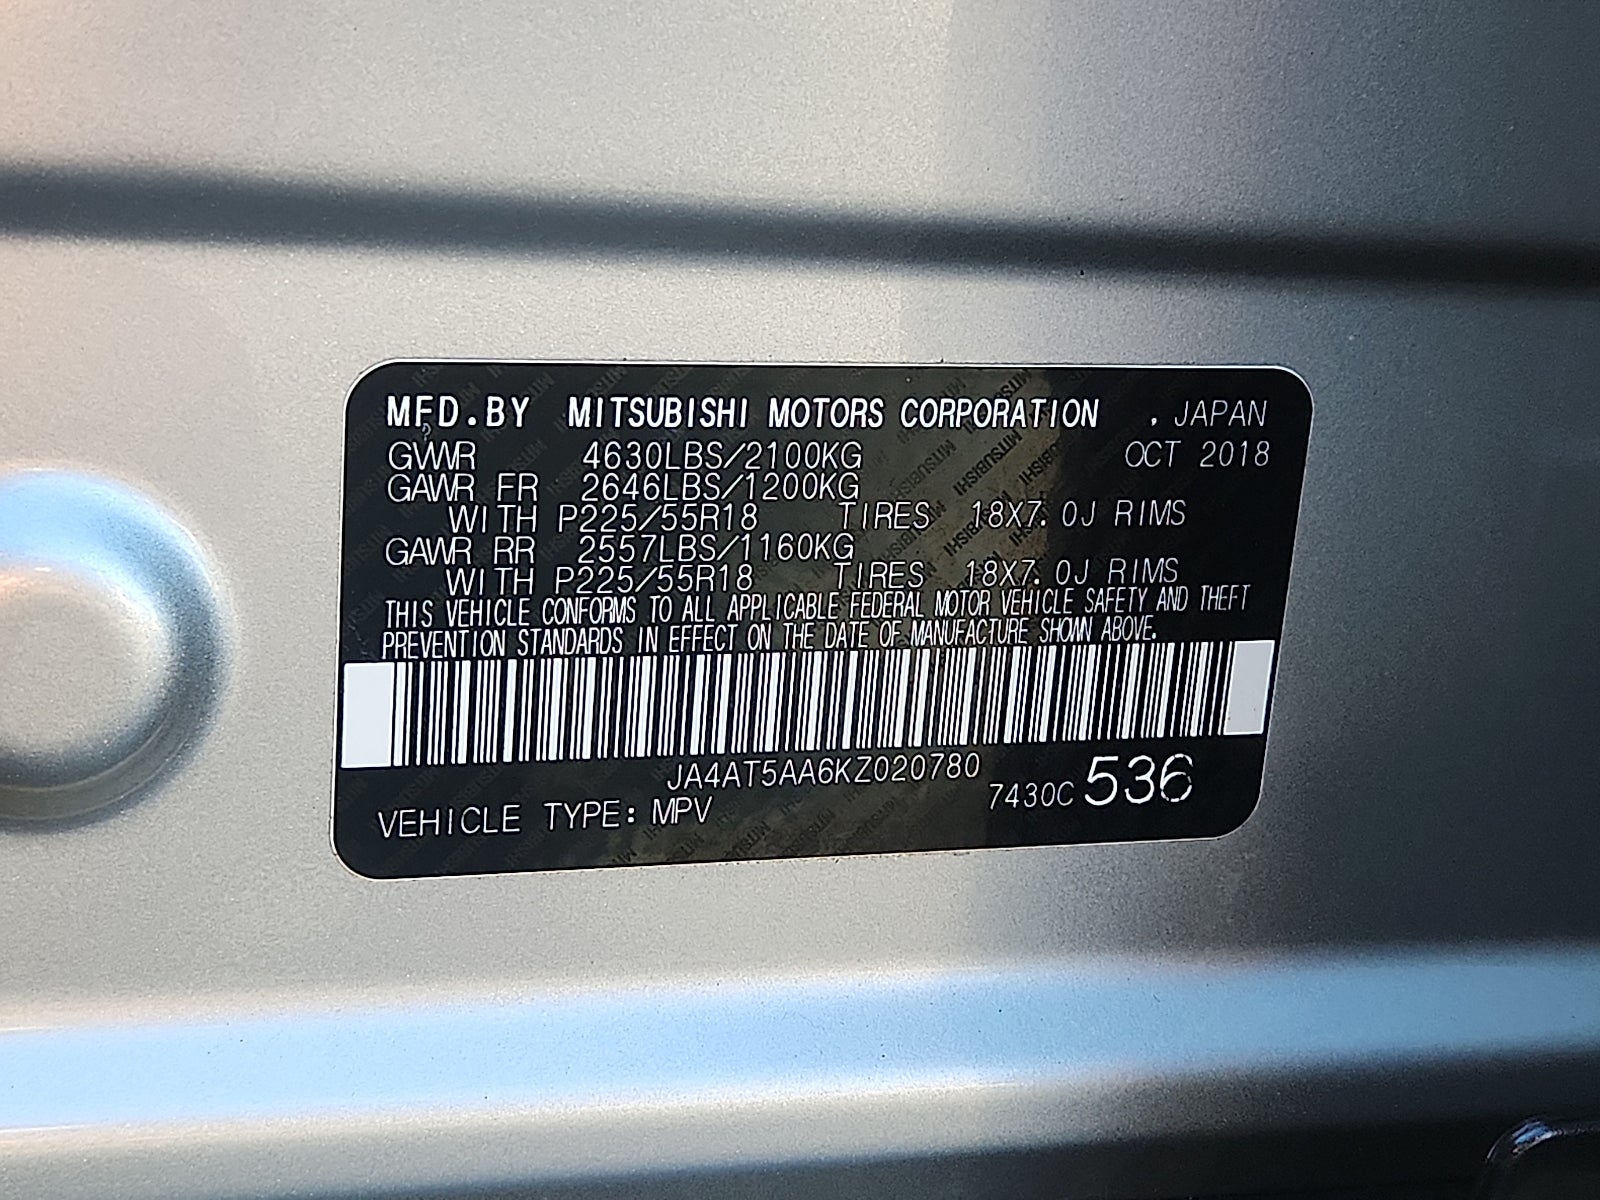 MFD.BY MITSUBISHI MOTORS CORPORATION , JAPAN
GVWR 4630LBS/2100KG OCT 2018
GAWR FR 2646LBS/1200KG
WITH P225/55R18 TIRES 18X7.0J RIMS
GAWR RR 2557LBS/1160KG
WITH P225/55R18 TIRES 18X7.0J RIMS
THIS VEHICLE CONFORMS TO ALL APPLICABLE FEDERAL MOTOR VEHICLE SAFETY AND THEFT
PREVENTION STANDARDS IN EFFECT ON THE DATE OF MANUFACTURE SHOWN ABOVE.
JA4AT5AA6KZ020780
VEHICLE TYPE: MPV 7430C 536